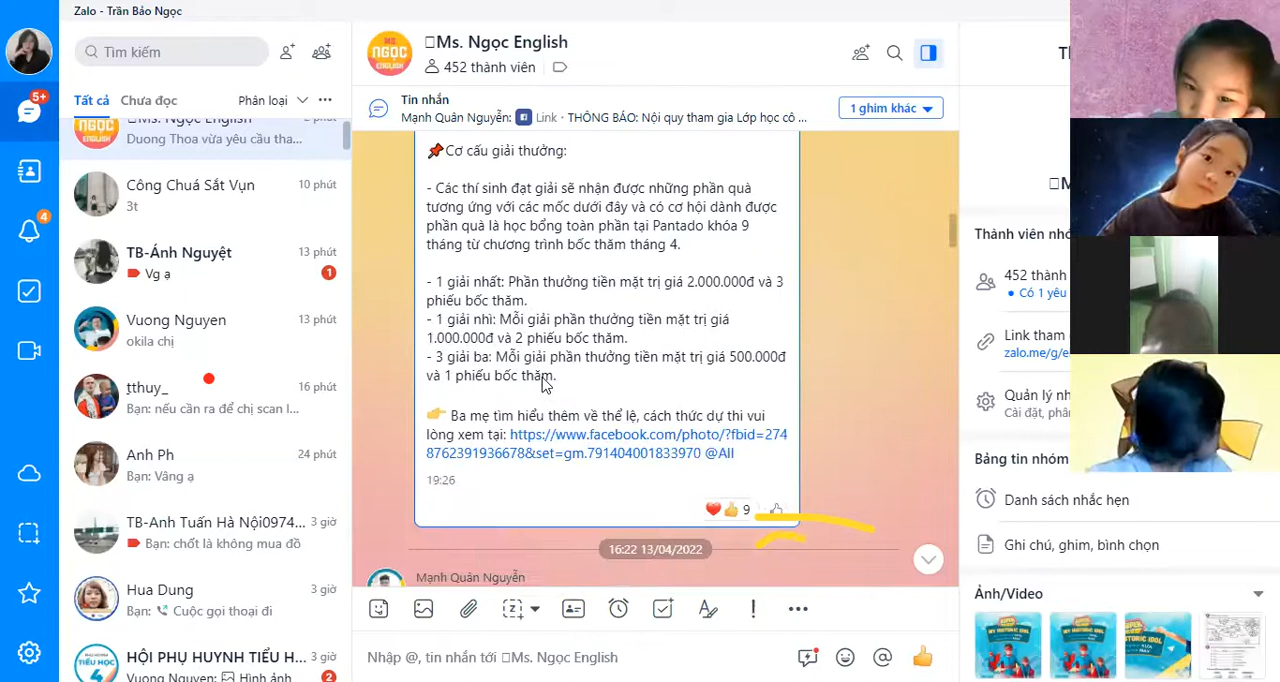 Zalo - Trần Bảo Ngọc
Tìm kiếm
Tất cả
Chưa đọc
Phân loại
5+
4
Ms. Ngọc English
2 phút
Duong Thoa vừa yêu cầu tha...
Công Chuá Sắt Vụn
10 phút
3t
TB-Ánh Nguyệt
13 phút
Vg ạ
1
Vuong Nguyen
13 phút
okila chị
ţthuy_
16 phút
Bạn: nếu cần ra để chị scan l...
Anh Ph
24 phút
Bạn: Vâng ạ
TB-Anh Tuấn Hà Nội0974...
3 giờ
Bạn: chốt là không mua đồ
Hua Dung
3 giờ
Bạn: Cuộc gọi thoại đi
HỘI PHỤ HUYNH TIỂU H...
3 giờ
Vuong Nguyen: Hình ảnh
2
MS. NGỌC ENGLISH
Ms. Ngọc English
452 thành viên
Tin nhắn
Mạnh Quân Nguyễn: Link · THÔNG BÁO: Nội quy tham gia Lớp học cô ...
1 ghim khác
📌Cơ cấu giải thưởng:
- Các thí sinh đạt giải sẽ nhận được những phần quà
tương ứng với các mốc dưới đây và có cơ hội dành được
phần quà là học bổng toàn phần tại Pantado khóa 9
tháng từ chương trình bốc thăm tháng 4.
- 1 giải nhất: Phần thưởng tiền mặt trị giá 2.000.000đ và 3
phiếu bốc thăm.
- 1 giải nhì: Mỗi giải phần thưởng tiền mặt trị giá
1.000.000đ và 2 phiếu bốc thăm.
- 3 giải ba: Mỗi giải phần thưởng tiền mặt trị giá 500.000đ
và 1 phiếu bốc thăm.
👉 Ba mẹ tìm hiểu thêm về thể lệ, cách thức dự thi vui
lòng xem tại: https://www.facebook.com/photo/?fbid=274
8762391936678&set=gm.791404001833970 @All
19:26
9
16:22 13/04/2022
Mạnh Quân Nguyễn
Nhập @, tin nhắn tới Ms. Ngọc English
Th
M
Thành viên nhó
452 thành
Có 1 yêu
Link tham
zalo.me/g/e
Quản lý nh
Cài đặt, phâ
Bảng tin nhóm
Danh sách nhắc hẹn
Ghi chú, ghim, bình chọn
Ảnh/Video